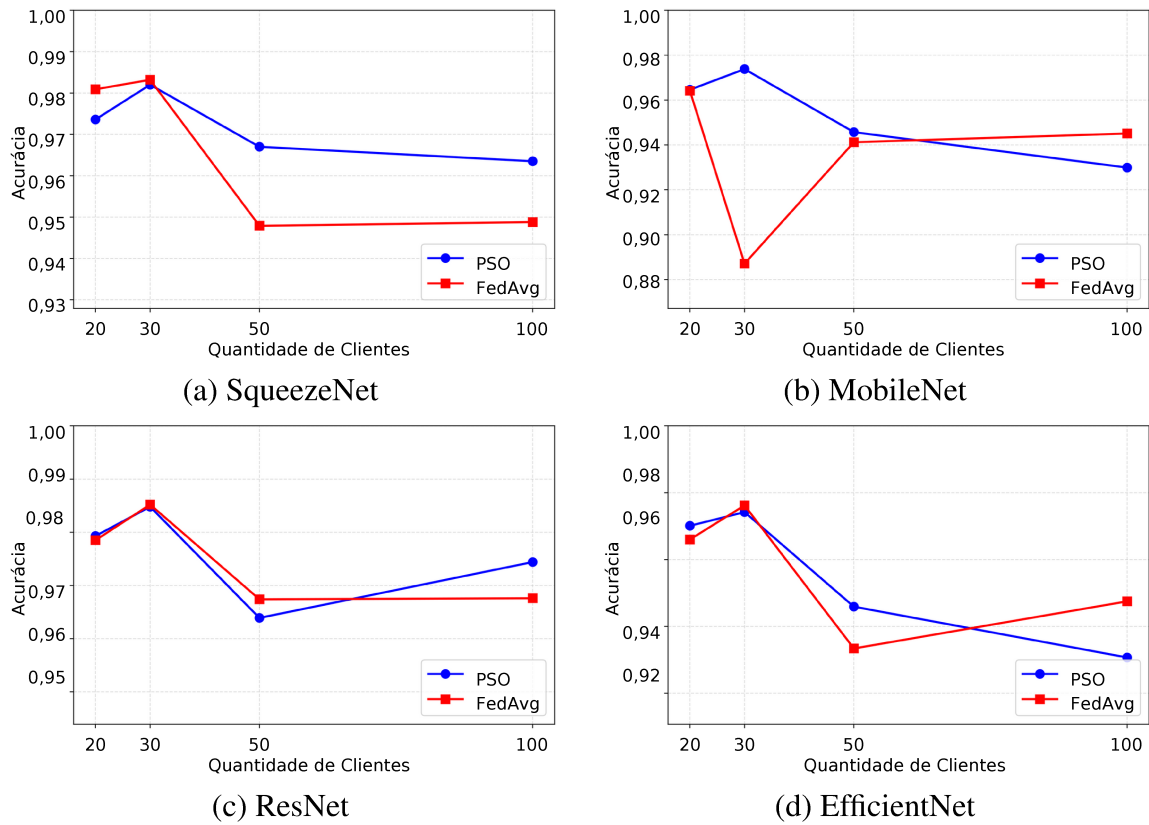 1,00
0,99
0,98
0,97
0,96
0,95
0,94
0,93
Acurácia
20 30 50 100
Quantidade de Clientes
PSO
FedAvg
(a) SqueezeNet
1,00
0,98
0,96
0,94
0,92
0,90
0,88
Acurácia
20 30 50 100
Quantidade de Clientes
PSO
FedAvg
(b) MobileNet
1,00
0,99
0,98
0,97
0,96
0,95
Acurácia
20 30 50 100
Quantidade de Clientes
PSO
FedAvg
(c) ResNet
1,00
0,98
0,96
0,94
0,92
Acurácia
20 30 50 100
Quantidade de Clientes
PSO
FedAvg
(d) EfficientNet